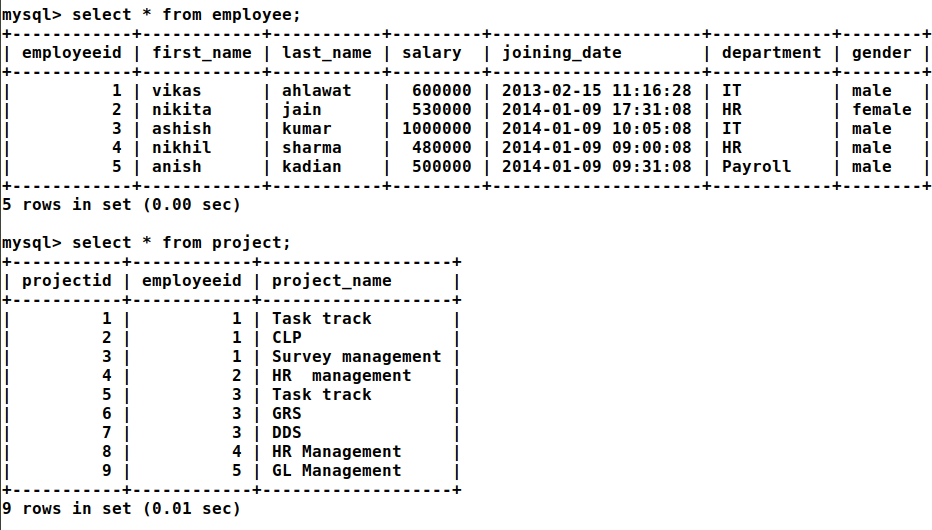 mysql> select * from employee;
+------------+------------+-----------+---------+---------------------+------------+--------+
| employeeid | first_name | last_name | salary  | joining_date        | department | gender |
+------------+------------+-----------+---------+---------------------+------------+--------+
|          1 | vikas      | ahlawat   |  600000 | 2013-02-15 11:16:28 | IT         | male   |
|          2 | nikita     | jain      |  530000 | 2014-01-09 17:31:08 | HR         | female |
|          3 | ashish     | kumar     | 1000000 | 2014-01-09 10:05:08 | IT         | male   |
|          4 | nikhil     | sharma    |  480000 | 2014-01-09 09:00:08 | HR         | male   |
|          5 | anish      | kadian    |  500000 | 2014-01-09 09:31:08 | Payroll    | male   |
+------------+------------+-----------+---------+---------------------+------------+--------+
5 rows in set (0.00 sec)

mysql> select * from project;
+-----------+------------+-------------------+
| projectid | employeeid | project_name      |
+-----------+------------+-------------------+
|         1 |          1 | Task track        |
|         2 |          1 | CLP               |
|         3 |          1 | Survey management |
|         4 |          2 | HR  management    |
|         5 |          3 | Task track        |
|         6 |          3 | GRS               |
|         7 |          3 | DDS               |
|         8 |          4 | HR Management     |
|         9 |          5 | GL Management     |
+-----------+------------+-------------------+
9 rows in set (0.01 sec)